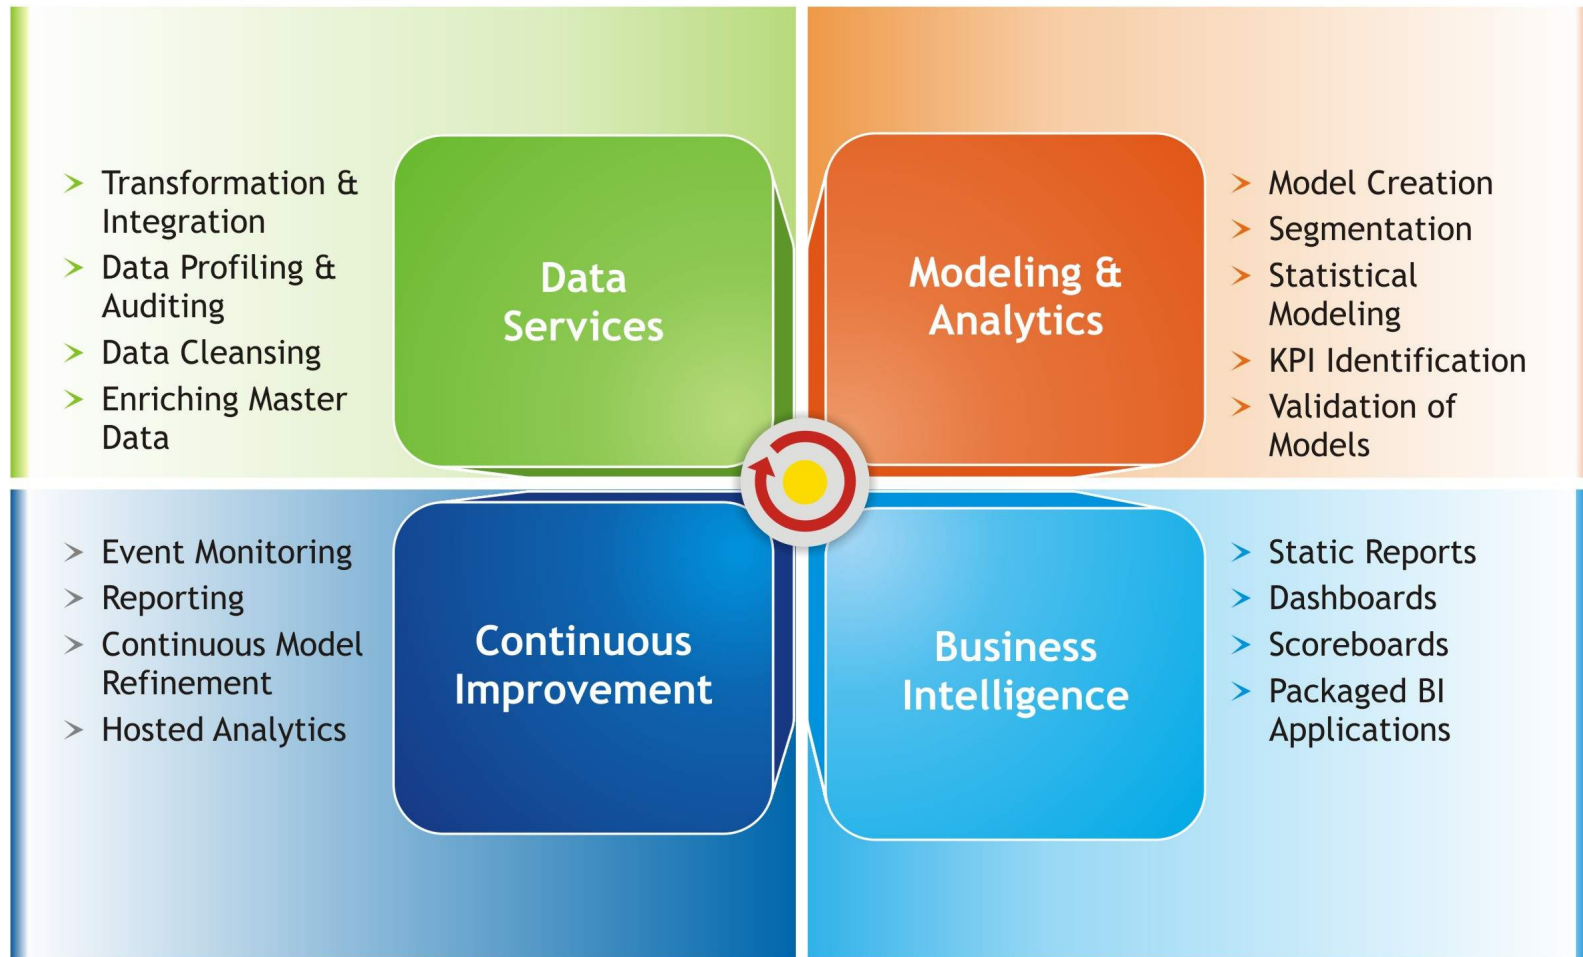 Transformation &
Integration
Data Profiling &
Auditing
Data Cleansing
Enriching Master
Data
Data
Services
Modeling &
Analytics
Model Creation
Segmentation
Statistical
Modeling
KPI Identification
Validation of
Models
Event Monitoring
Reporting
Continuous Model
Refinement
Hosted Analytics
Continuous
Improvement
Business
Intelligence
Static Reports
Dashboards
Scoreboards
Packaged BI
Applications